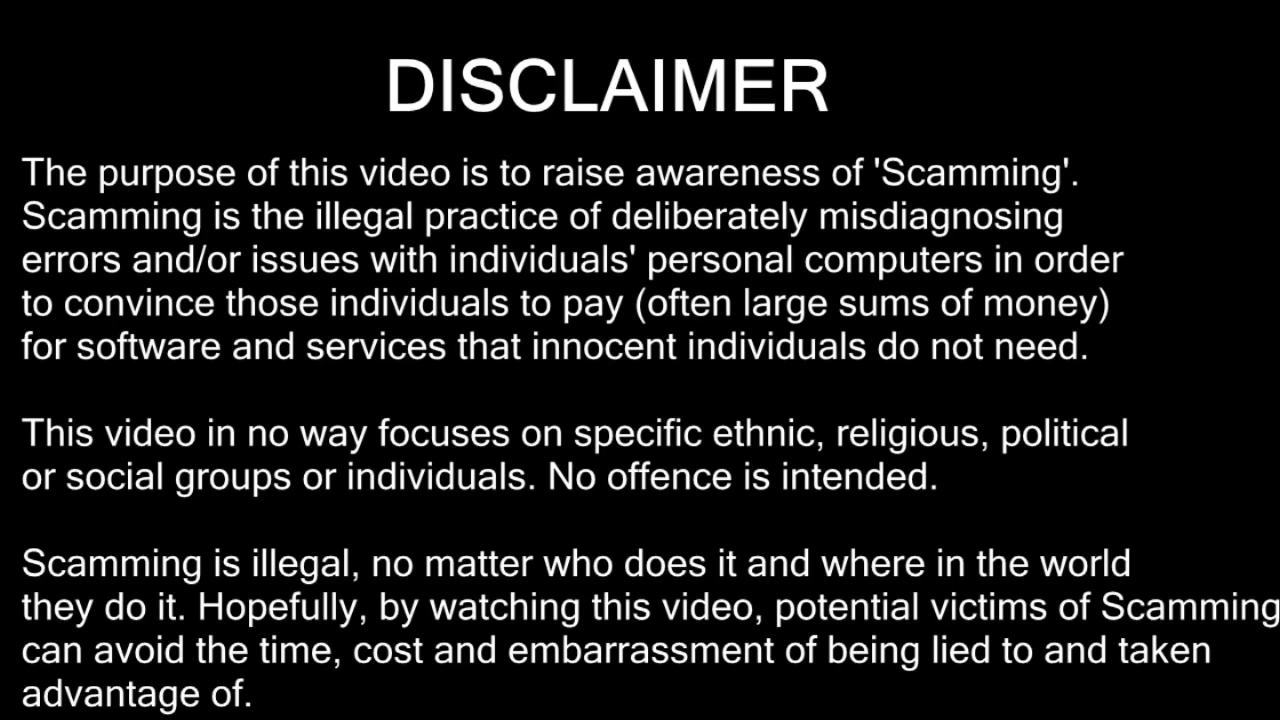 DISCLAIMER
The purpose of this video is to raise awareness of 'Scamming'.
Scamming is the illegal practice of deliberately misdiagnosing
errors and/or issues with individuals' personal computers in order
to convince those individuals to pay (often large sums of money)
for software and services that innocent individuals do not need.
This video in no way focuses on specific ethnic, religious, political
or social groups or individuals. No offence is intended.
Scamming is illegal, no matter who does it and where in the world
they do it. Hopefully, by watching this video, potential victims of Scamming
can avoid the time, cost and embarrassment of being lied to and taken
advantage of.